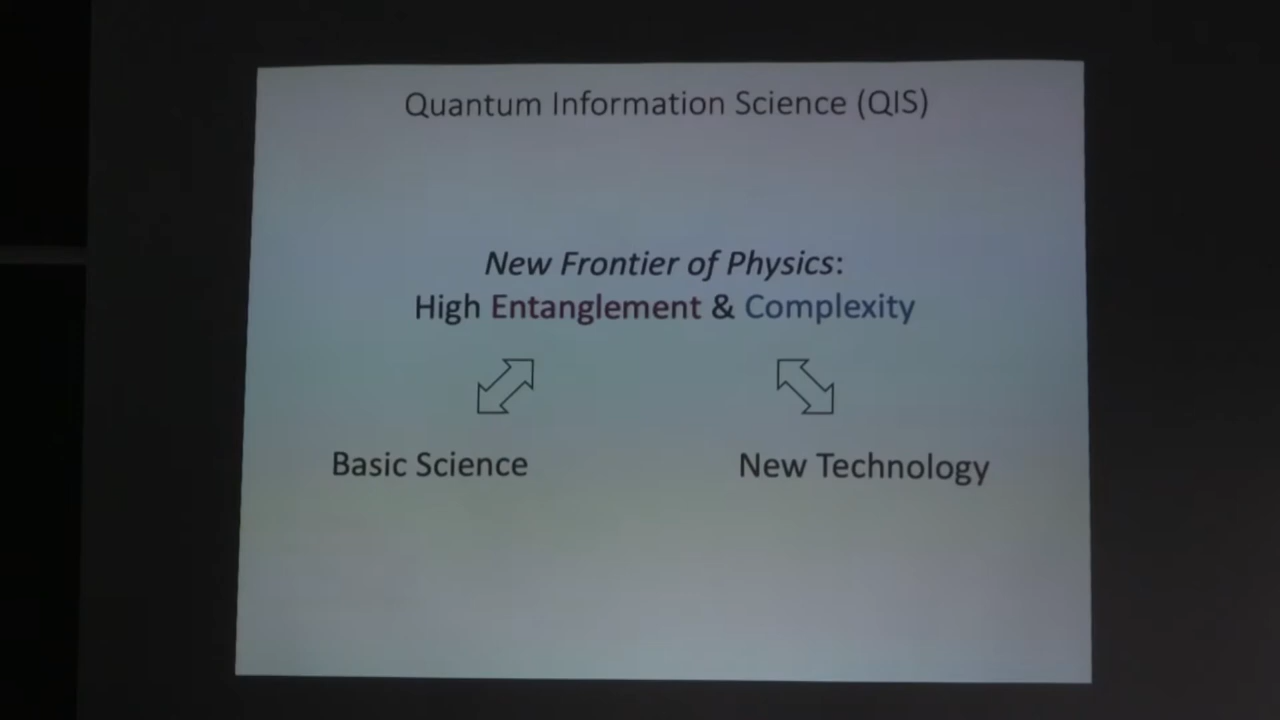 Quantum Information Science (QIS)
New Frontier of Physics:
High Entanglement & Complexity
Basic Science
New Technology